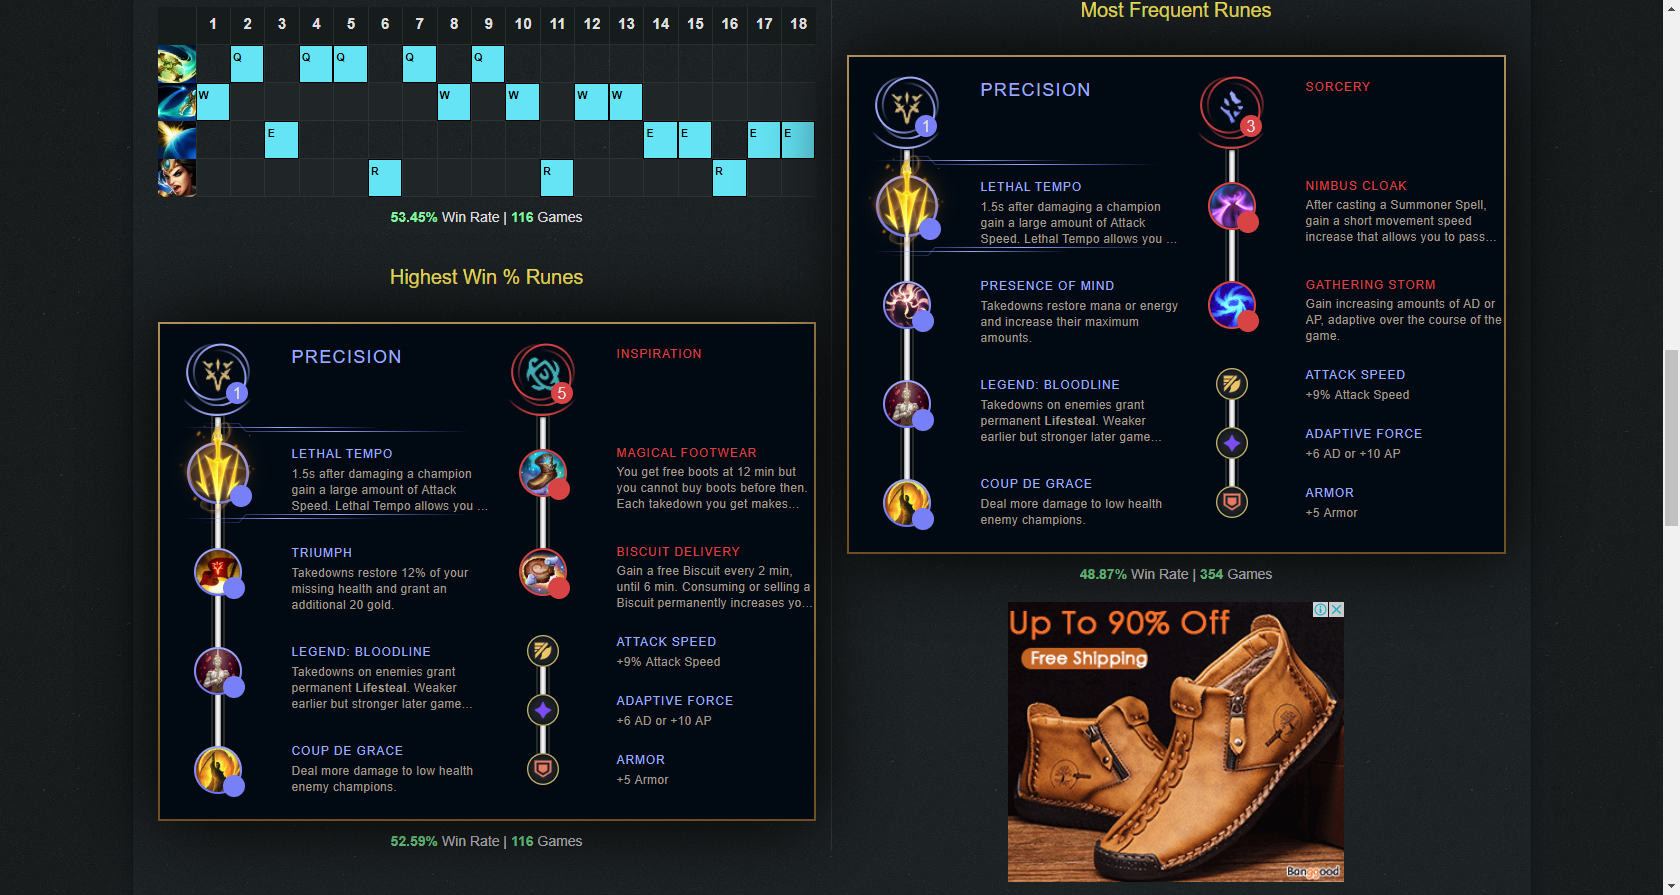 1 2 3 4 5 6 7 8 9 10 11 12 13 14 15 16 17 18
Q Q Q Q Q
W W W W W
E E E E E
R R R
53.45% Win Rate | 116 Games
Highest Win % Runes
PRECISION
1
LETHAL TEMPO
1.5s after damaging a champion
gain a large amount of Attack
Speed. Lethal Tempo allows you ...
TRIUMPH
Takedowns restore 12% of your
missing health and grant an
additional 20 gold.
LEGEND: BLOODLINE
Takedowns on enemies grant
permanent Lifesteal. Weaker
earlier but stronger later game...
COUP DE GRACE
Deal more damage to low health
enemy champions.
INSPIRATION
5
MAGICAL FOOTWEAR
You get free boots at 12 min but
you cannot buy boots before then.
Each takedown you get makes...
BISCUIT DELIVERY
Gain a free Biscuit every 2 min,
until 6 min. Consuming or selling a
Biscuit permanently increases yo...
ATTACK SPEED
+9% Attack Speed
ADAPTIVE FORCE
+6 AD or +10 AP
ARMOR
+5 Armor
52.59% Win Rate | 116 Games
Most Frequent Runes
PRECISION
1
LETHAL TEMPO
1.5s after damaging a champion
gain a large amount of Attack
Speed. Lethal Tempo allows you ...
PRESENCE OF MIND
Takedowns restore mana or energy
and increase their maximum
amounts.
LEGEND: BLOODLINE
Takedowns on enemies grant
permanent Lifesteal. Weaker
earlier but stronger later game...
COUP DE GRACE
Deal more damage to low health
enemy champions.
SORCERY
3
NIMBUS CLOAK
After casting a Summoner Spell,
gain a short movement speed
increase that allows you to pass...
GATHERING STORM
Gain increasing amounts of AD or
AP, adaptive over the course of the
game.
ATTACK SPEED
+9% Attack Speed
ADAPTIVE FORCE
+6 AD or +10 AP
ARMOR
+5 Armor
48.87% Win Rate | 354 Games
Up To 90% Off
Free Shipping
Banggood